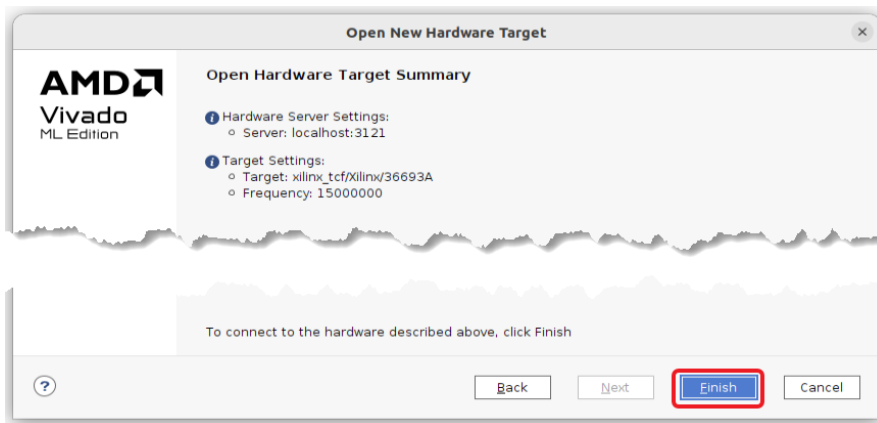 Open New Hardware Target
AMD
Vivado
ML Edition
Open Hardware Target Summary
Hardware Server Settings:
Server: localhost:3121
Target Settings:
Target: xilinx_tcf/Xilinx/36693A
Frequency: 15000000
To connect to the hardware described above, click Finish
?
Back
Next
Finish
Cancel